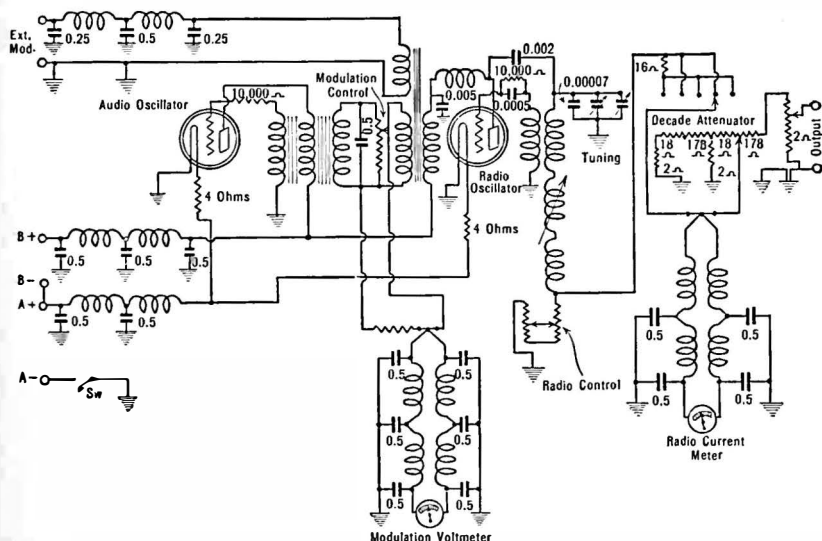 Ext.
Mod-
0.25
0.5
0.25
Audio Oscillator
10,000 Ω
Modulation
Control
0.5
0.005
0.002
10,000 Ω
0.0005
0.00007
Tuning
Radio
Oscillator
16 Ω
Decade Attenuator
18
Ω
178
Ω
18
Ω
178
Ω
2 Ω
2 Ω
2 Ω
Output
4 Ohms
4 Ohms
B+
0.5
0.5
0.5
B-
A+
0.5
0.5
A-
Sw
Radio Control
0.5
0.5
0.5
0.5
0.5
0.5
Modulation Voltmeter
0.5
0.5
0.5
0.5
Radio Current
Meter